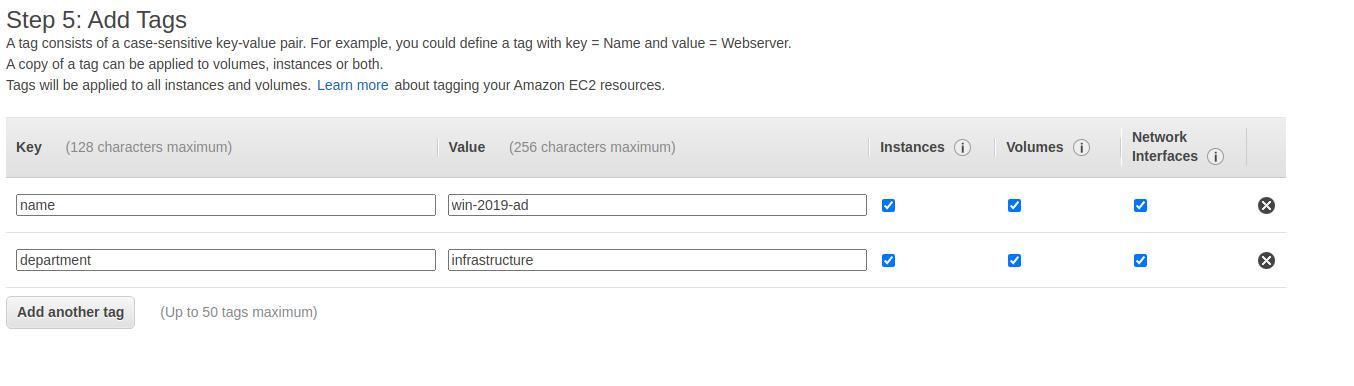 Step 5: Add Tags
A tag consists of a case-sensitive key-value pair. For example, you could define a tag with key = Name and value = Webserver.
A copy of a tag can be applied to volumes, instances or both.
Tags will be applied to all instances and volumes. Learn more about tagging your Amazon EC2 resources.
Key (128 characters maximum) Value (256 characters maximum) Instances i Volumes i Network Interfaces i
name win-2019-ad
department infrastructure
Add another tag (Up to 50 tags maximum)